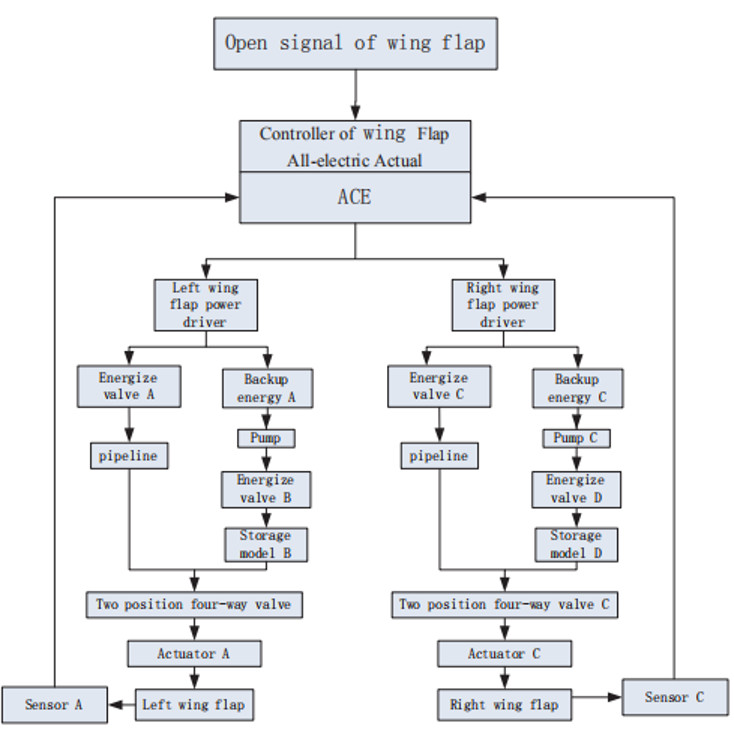 Open signal of wing flap
Controller of wing Flap
All-electric Actual
ACE
Left wing
flap power
driver
Right wing
flap power
driver
Energize
valve A
Backup
energy A
Energize
valve C
Backup
energy C
pipeline
Pump
pipeline
Pump C
Energize
valve B
Energize
valve D
Storage
model B
Storage
model D
Two position four-way valve
Two position four-way valve C
Actuator A
Actuator C
Sensor A
Left wing flap
Right wing flap
Sensor C